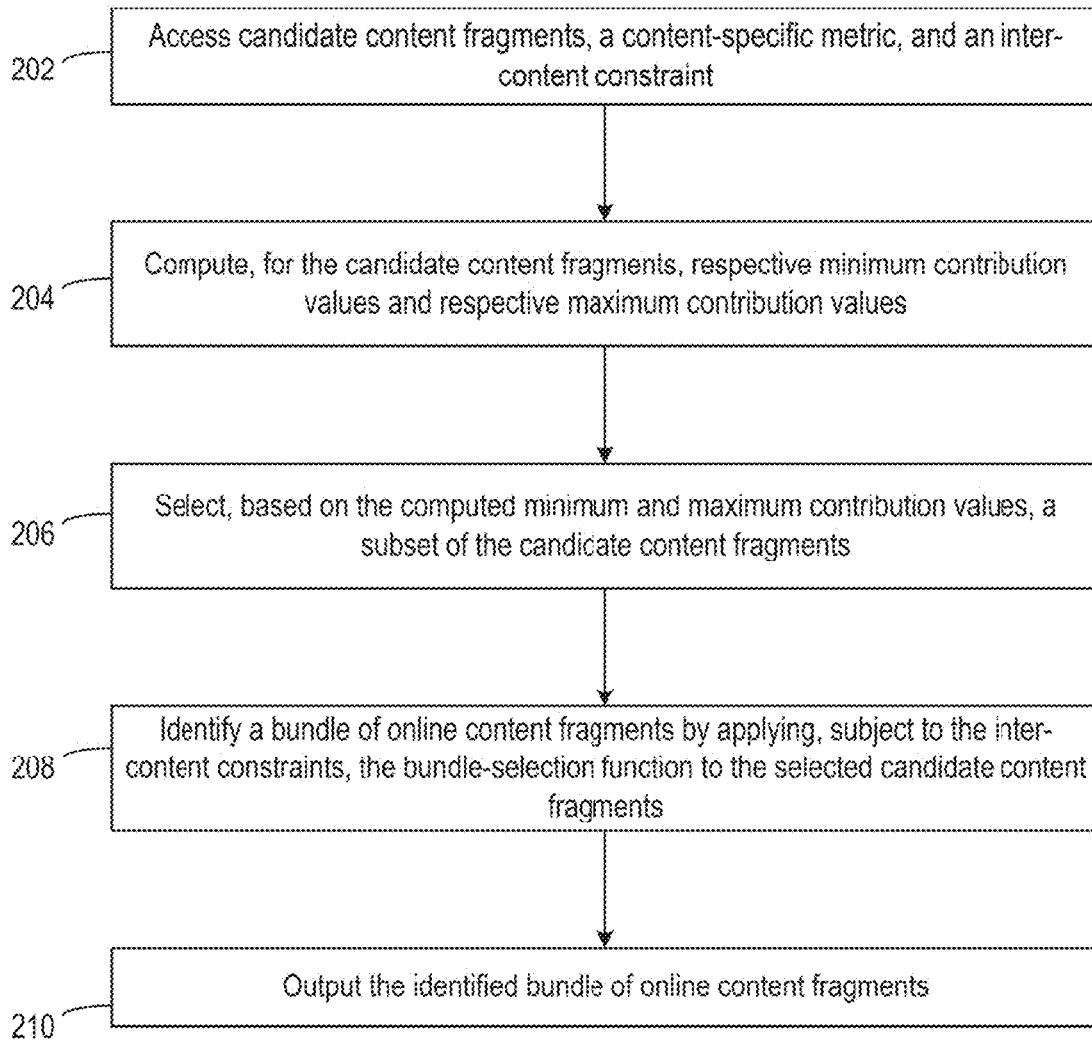 202
Access candidate content fragments, a content-specific metric, and an inter-
content constraint
204
Compute, for the candidate content fragments, respective minimum contribution
values and respective maximum contribution values
206
Select, based on the computed minimum and maximum contribution values, a
subset of the candidate content fragments
208
Identify a bundle of online content fragments by applying, subject to the inter-
content constraints, the bundle-selection function to the selected candidate content
fragments
210
Output the identified bundle of online content fragments